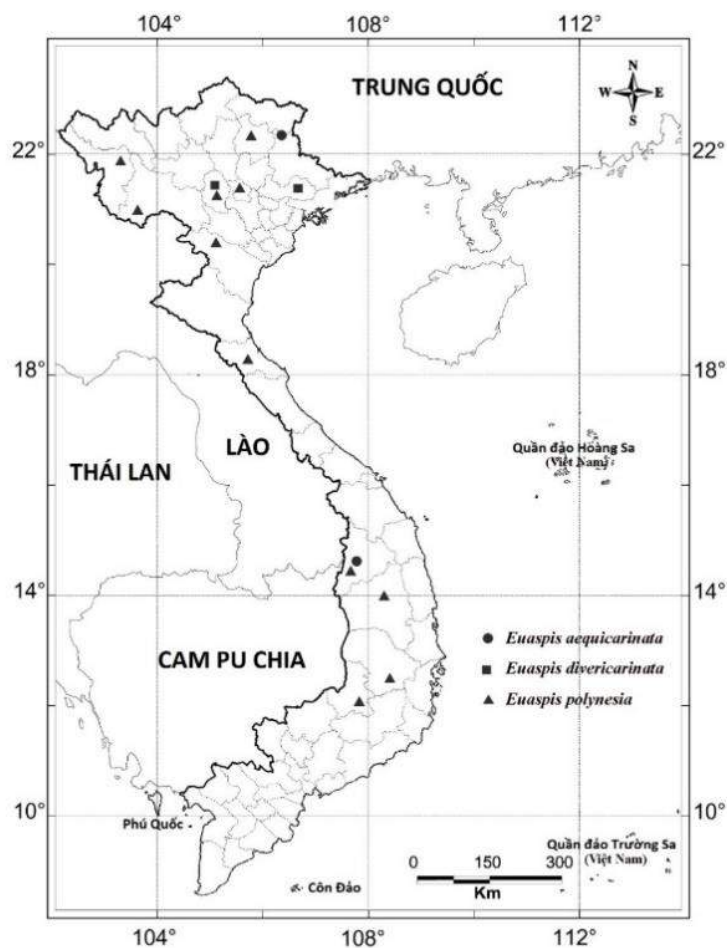 104°
108°
112°
TRUNG QUỐC
N
W E
S
22°
22°
18°
18°
Quần đảo Hoàng Sa
(Việt Nam)
LÀO
THÁI LAN
14°
14°
Euaspis aequicarinata
CAM PU CHIA
Euaspis divericarinata
Euaspis polynesia
10°
10°
Phú Quốc
Quần đảo Trường Sa
(Việt Nam)
0 150 300
Km
Côn Đảo
104°
108°
112°